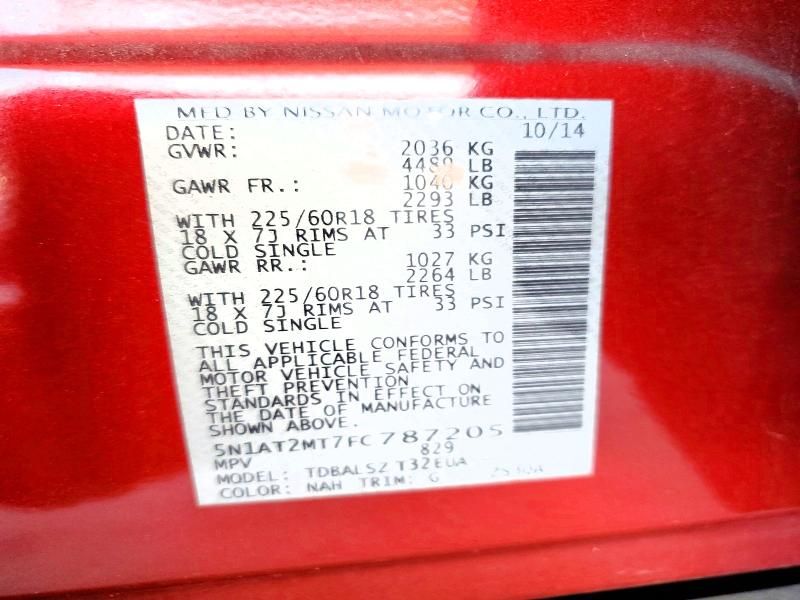 MFD BY NISSAN MOTOR CO., LTD.
DATE: 10/14
GVWR: 2036 KG
4489 LB
GAWR FR.: 1040 KG
2293 LB
WITH 225/60R18 TIRES
18 X 7J RIMS AT 33 PSI
COLD SINGLE
GAWR RR.: 1027 KG
2264 LB
WITH 225/60R18 TIRES
18 X 7J RIMS AT 33 PSI
COLD SINGLE
THIS VEHICLE CONFORMS TO
ALL APPLICABLE FEDERAL
MOTOR VEHICLE SAFETY AND
THEFT PREVENTION
STANDARDS IN EFFECT ON
THE DATE OF MANUFACTURE
SHOWN ABOVE.
5N1AT2MT7FC787205
MPV 829
MODEL: TDBALSZ T32EUA
COLOR: NAH TRIM: G